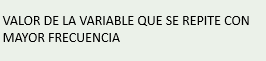 VALOR DE LA VARIABLE QUE SE REPITE CON
MAYOR FRECUENCIA